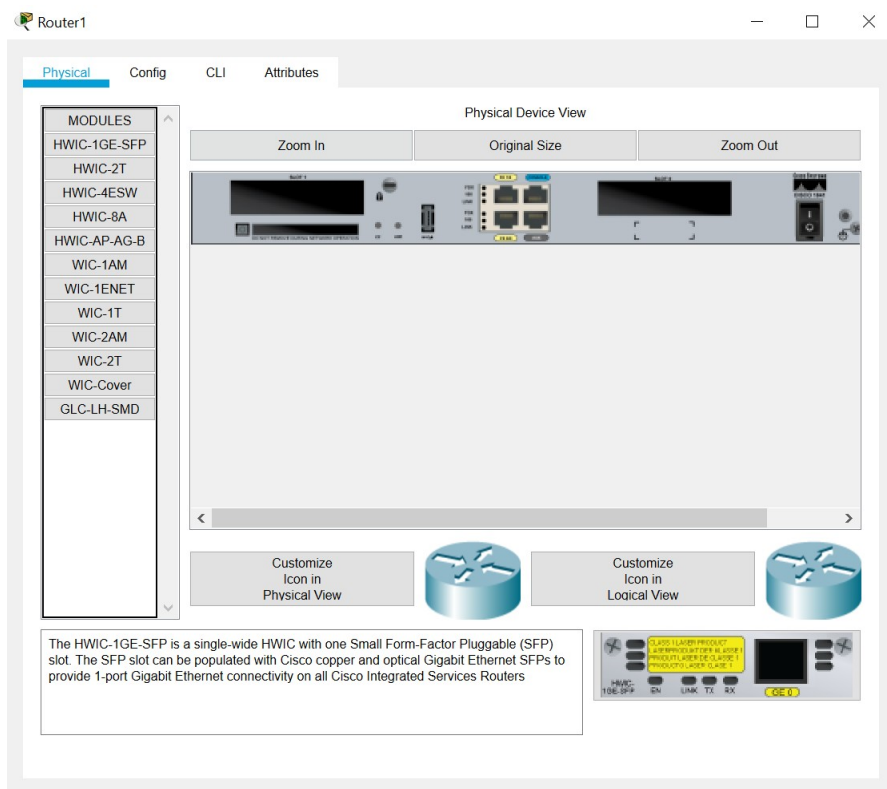 Router1
Physical
Config
CLI
Attributes
MODULES
HWIC-1GE-SFP
HWIC-2T
HWIC-4ESW
HWIC-8A
HWIC-AP-AG-B
WIC-1AM
WIC-1ENET
WIC-1T
WIC-2AM
WIC-2T
WIC-Cover
GLC-LH-SMD
Physical Device View
Zoom In
Original Size
Zoom Out
Customize
Icon in
Physical View
Customize
Icon in
Logical View
The HWIC-1GE-SFP is a single-wide HWIC with one Small Form-Factor Pluggable (SFP)
slot. The SFP slot can be populated with Cisco copper and optical Gigabit Ethernet SFPs to
provide 1-port Gigabit Ethernet connectivity on all Cisco Integrated Services Routers
CLASS 1 LASER PRODUCT
HWIC-
1GE-SFP
EN
LINK
TX
RX
GE 0